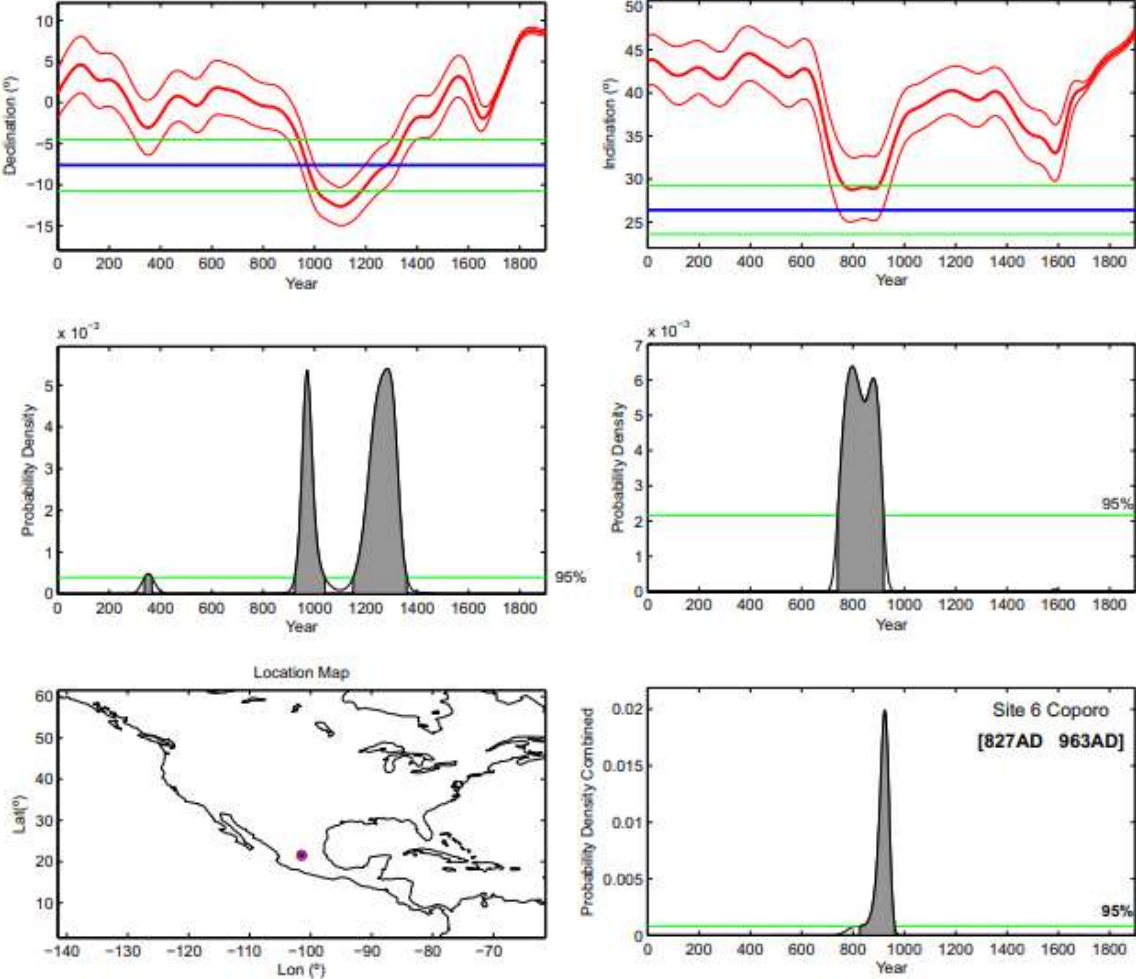 10
5
0
−5
−10
−15
Declination (º)
0 200 400 600 800 1000 1200 1400 1600 1800
Year
50
45
40
35
30
25
Inclination (º)
0 200 400 600 800 1000 1200 1400 1600 1800
Year
x 10⁻³
5
4
3
2
1
0
Probability Density
95%
0 200 400 600 800 1000 1200 1400 1600 1800
Year
x 10⁻³
7
6
5
4
3
2
1
0
Probability Density
95%
0 200 400 600 800 1000 1200 1400 1600 1800
Year
Location Map
60
50
40
30
20
10
Lat(º)
−140 −130 −120 −110 −100 −90 −80 −70
Lon (º)
0.02
0.015
0.01
0.005
0
Probability Density Combined
Site 6 Coporo
[827AD 963AD]
95%
0 200 400 600 800 1000 1200 1400 1600 1800
Year